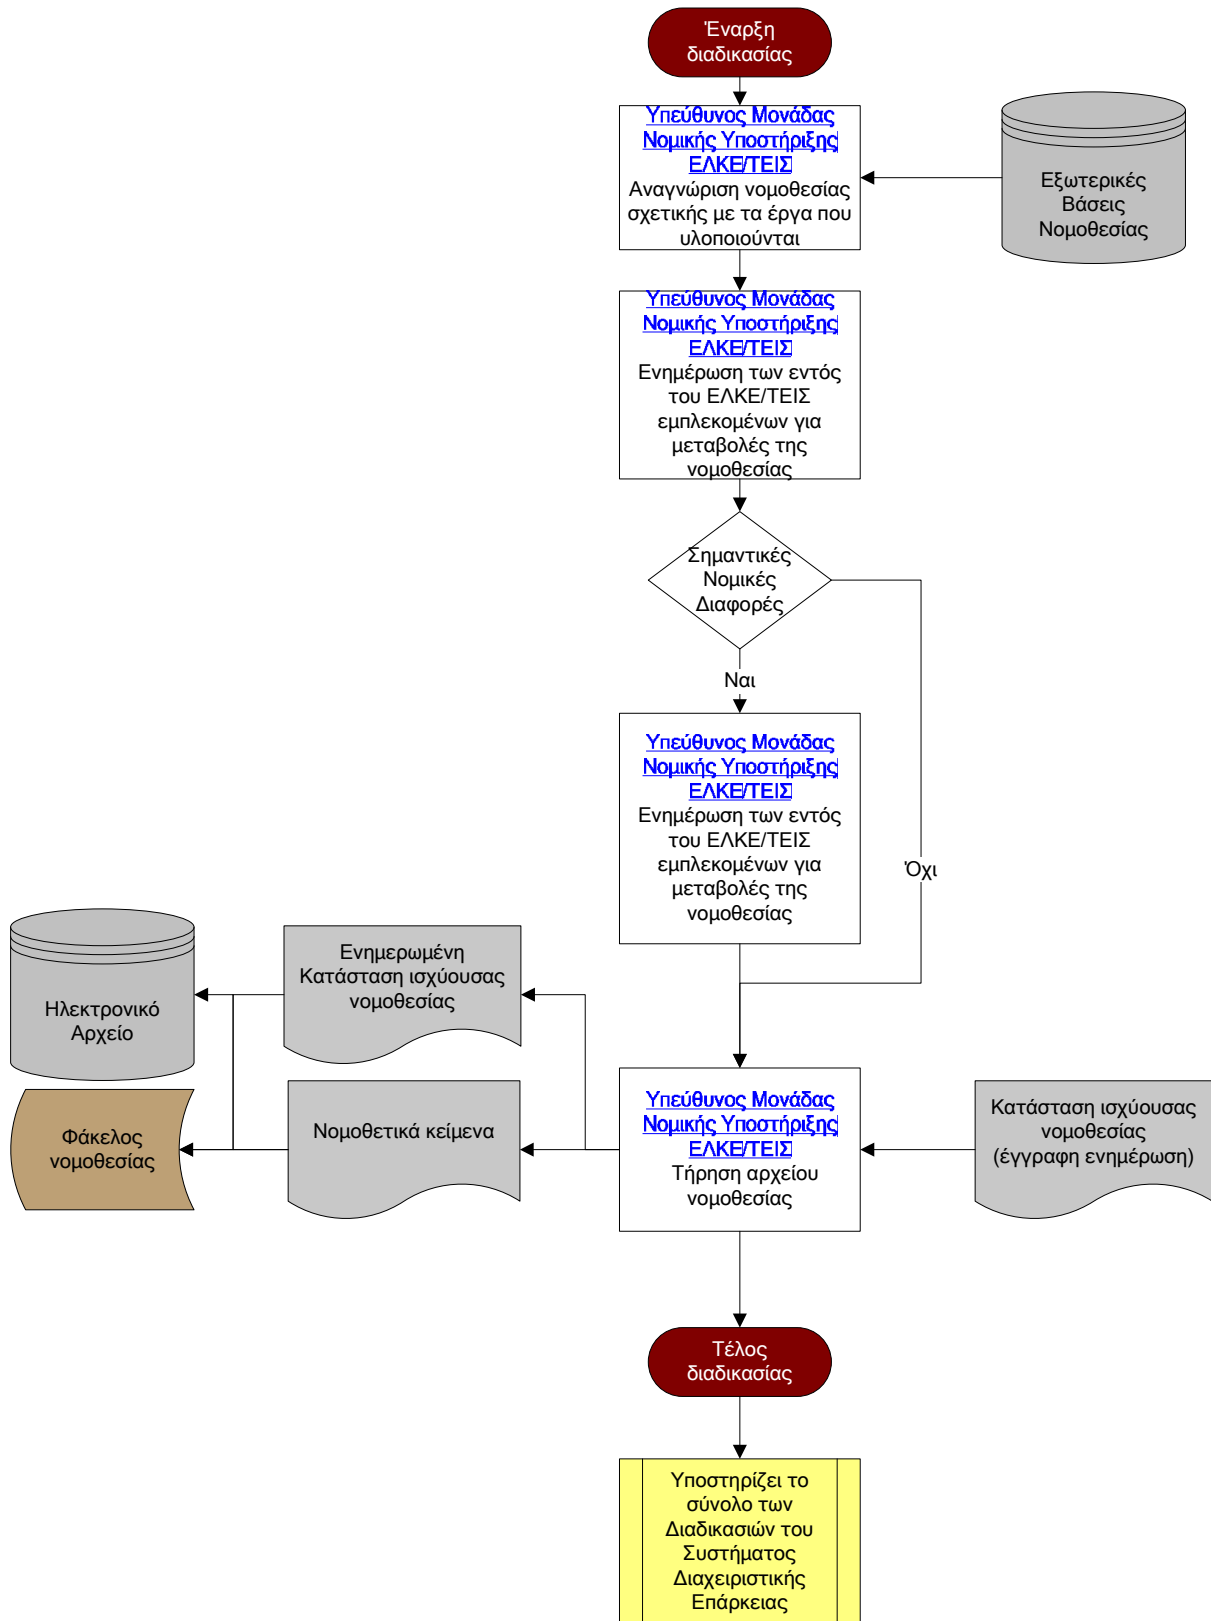 Έναρξη
διαδικασίας
Υπεύθυνος Μονάδας
Νομικής Υποστήριξης
ΕΛΚΕ/ΤΕΙΣ
Αναγνώριση νομοθεσίας
σχετικής με τα έργα που
υλοποιούνται
Εξωτερικές
Βάσεις
Νομοθεσίας
Υπεύθυνος Μονάδας
Νομικής Υποστήριξης
ΕΛΚΕ/ΤΕΙΣ
Ενημέρωση των εντός
του ΕΛΚΕ/ΤΕΙΣ
εμπλεκομένων για
μεταβολές της
νομοθεσίας
Σημαντικές
Νομικές
Διαφορές
Ναι
Υπεύθυνος Μονάδας
Νομικής Υποστήριξης
ΕΛΚΕ/ΤΕΙΣ
Ενημέρωση των εντός
του ΕΛΚΕ/ΤΕΙΣ
εμπλεκομένων για
μεταβολές της
νομοθεσίας
Όχι
Ενημερωμένη
Κατάσταση ισχύουσας
νομοθεσίας
Ηλεκτρονικό
Αρχείο
Υπεύθυνος Μονάδας
Νομικής Υποστήριξης
ΕΛΚΕ/ΤΕΙΣ
Τήρηση αρχείου
νομοθεσίας
Κατάσταση ισχύουσας
νομοθεσίας
(έγγραφη ενημέρωση)
Νομοθετικά κείμενα
Φάκελος
νομοθεσίας
Τέλος
διαδικασίας
Υποστηρίζει το
σύνολο των
Διαδικασιών του
Συστήματος
Διαχειριστικής
Επάρκειας